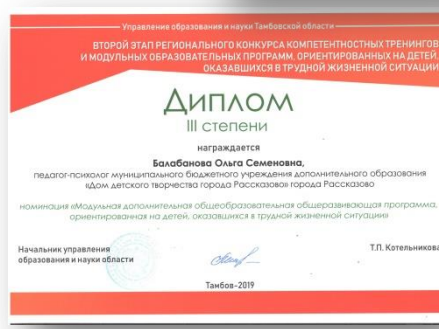 Управление образования и науки Тамбовской области
ВТОРОЙ ЭТАП РЕГИОНАЛЬНОГО КОНКУРСА КОМПЕТЕНТНОСТНЫХ ТРЕНИНГОВ
И МОДУЛЬНЫХ ОБРАЗОВАТЕЛЬНЫХ ПРОГРАММ, ОРИЕНТИРОВАННЫХ НА ДЕТЕЙ,
ОКАЗАВШИХСЯ В ТРУДНОЙ ЖИЗНЕННОЙ СИТУАЦИИ
ДИПЛОМ
III степени
награждается
Балабанова Ольга Семеновна,
педагог-психолог муниципального бюджетного учреждения дополнительного образования
«Дом детского творчества города Рассказово» города Рассказово
номинация «Модульная дополнительная общеобразовательная общеразвивающая программа,
ориентированная на детей, оказавшихся в трудной жизненной ситуации»
Начальник управления
образования и науки области
Т.П. Котельникова
Тамбов-2019